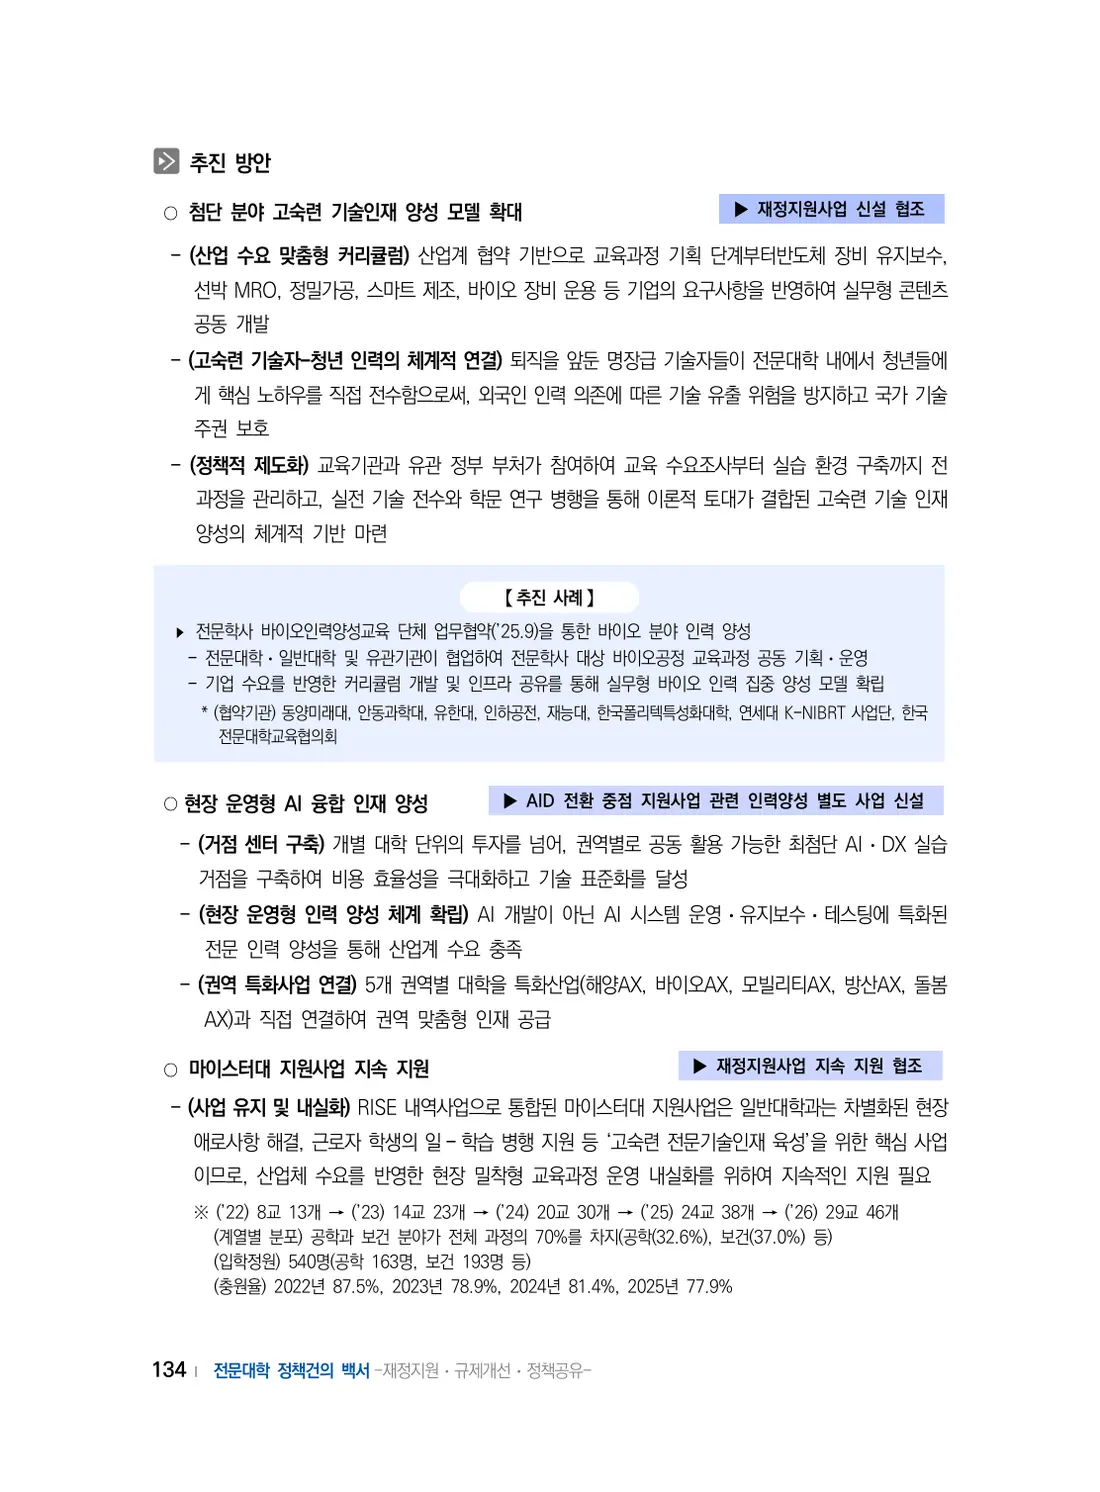 추진 방안
○ 첨단 분야 고숙련 기술인재 양성 모델 확대
▶ 재정지원사업 신설 협조
- (산업 수요 맞춤형 커리큘럼) 산업계 협약 기반으로 교육과정 기획 단계부터반도체 장비 유지보수,
선박 MRO, 정밀가공, 스마트 제조, 바이오 장비 운용 등 기업의 요구사항을 반영하여 실무형 콘텐츠
공동 개발
- (고숙련 기술자-청년 인력의 체계적 연결) 퇴직을 앞둔 명장급 기술자들이 전문대학 내에서 청년들에
게 핵심 노하우를 직접 전수함으로써, 외국인 인력 의존에 따른 기술 유출 위험을 방지하고 국가 기술
주권 보호
- (정책적 제도화) 교육기관과 유관 정부 부처가 참여하여 교육 수요조사부터 실습 환경 구축까지 전
과정을 관리하고, 실전 기술 전수와 학문 연구 병행을 통해 이론적 토대가 결합된 고숙련 기술 인재
양성의 체계적 기반 마련
【 추진 사례 】
▶ 전문학사 바이오인력양성교육 단체 업무협약('25.9)을 통한 바이오 분야 인력 양성
- 전문대학·일반대학 및 유관기관이 협업하여 전문학사 대상 바이오공정 교육과정 공동 기획·운영
- 기업 수요를 반영한 커리큘럼 개발 및 인프라 공유를 통해 실무형 바이오 인력 집중 양성 모델 확립
* (협약기관) 동양미래대, 안동과학대, 유한대, 인하공전, 재능대, 한국폴리텍특성화대학, 연세대 K-NIBRT 사업단, 한국
전문대학교육협의회
○ 현장 운영형 AI 융합 인재 양성
▶ AID 전환 중점 지원사업 관련 인력양성 별도 사업 신설
- (거점 센터 구축) 개별 대학 단위의 투자를 넘어, 권역별로 공동 활용 가능한 최첨단 AI·DX 실습
거점을 구축하여 비용 효율성을 극대화하고 기술 표준화를 달성
- (현장 운영형 인력 양성 체계 확립) AI 개발이 아닌 AI 시스템 운영·유지보수·테스팅에 특화된
전문 인력 양성을 통해 산업계 수요 충족
- (권역 특화사업 연결) 5개 권역별 대학을 특화산업(해양AX, 바이오AX, 모빌리티AX, 방산AX, 돌봄
AX)과 직접 연결하여 권역 맞춤형 인재 공급
○ 마이스터대 지원사업 지속 지원
▶ 재정지원사업 지속 지원 협조
- (사업 유지 및 내실화) RISE 내역사업으로 통합된 마이스터대 지원사업은 일반대학과는 차별화된 현장
애로사항 해결, 근로자 학생의 일-학습 병행 지원 등 '고숙련 전문기술인재 육성'을 위한 핵심 사업
이므로, 산업체 수요를 반영한 현장 밀착형 교육과정 운영 내실화를 위하여 지속적인 지원 필요
※ ('22) 8교 13개 → ('23) 14교 23개 → ('24) 20교 30개 → ('25) 24교 38개 → ('26) 29교 46개
(계열별 분포) 공학과 보건 분야가 전체 과정의 70%를 차지(공학(32.6%), 보건(37.0%) 등)
(입학정원) 540명(공학 163명, 보건 193명 등)
(충원율) 2022년 87.5%, 2023년 78.9%, 2024년 81.4%, 2025년 77.9%
134 | 전문대학 정책건의 백서 -재정지원·규제개선·정책공유-